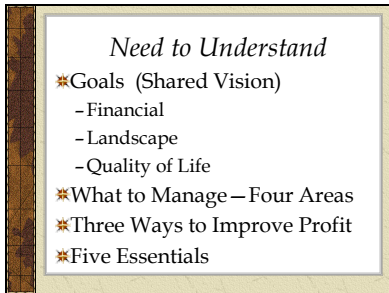 Need to Understand
Goals (Shared Vision)
–Financial
–Landscape
–Quality of Life
What to Manage—Four Areas
Three Ways to Improve Profit
Five Essentials